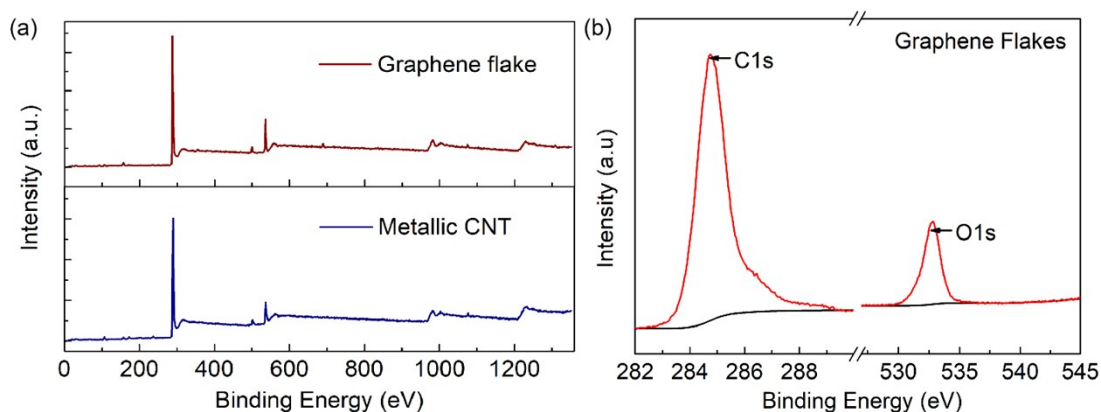 (a)
Graphene flake
Metallic CNT
Intensity (a.u.)
0 200 400 600 800 1000 1200
Binding Energy (eV)
(b)
Graphene Flakes
C1s
O1s
Intensity (a.u)
282 284 286 288 530 535 540 545
Binding Energy (eV)